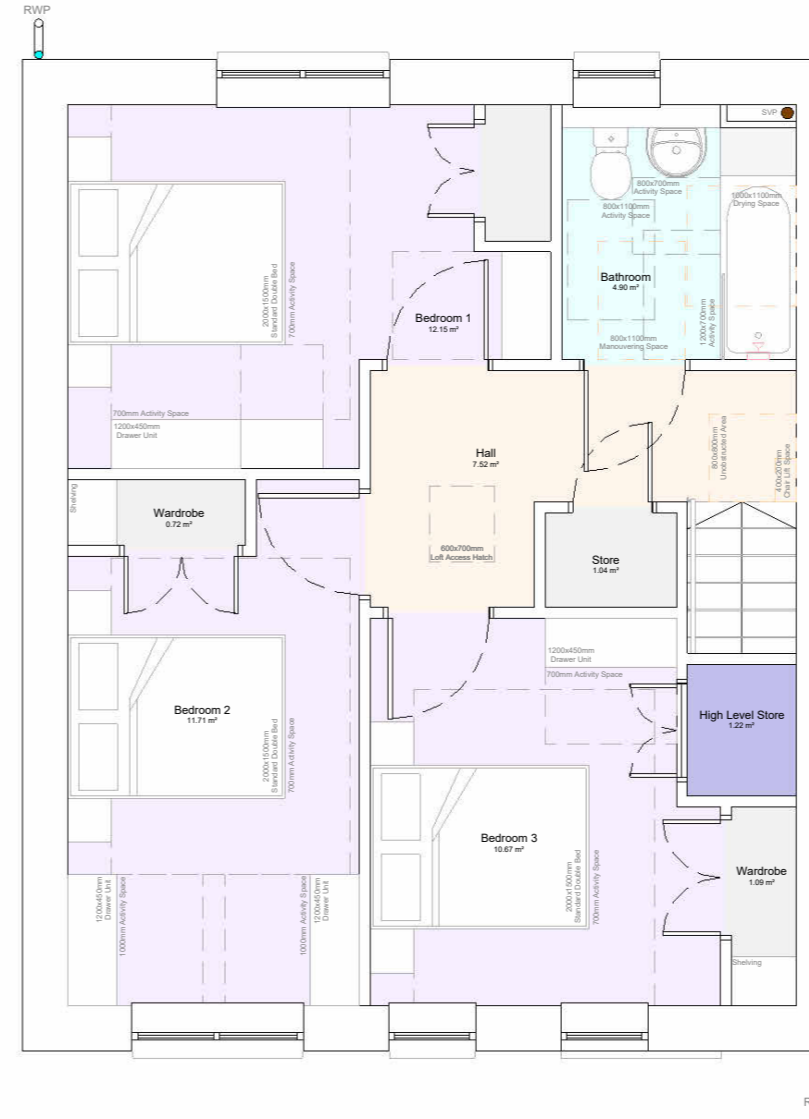 RWP
SVP
800x700mm
Activity Space
1000x1100mm
Drying Space
800x1100mm
Activity Space
Bathroom
4.90 m²
2000x1500mm
Standard Double Bed
700mm Activity Space
Bedroom 1
12.15 m²
1200x700mm
Activity Space
800x1100mm
Manouvering Space
700mm Activity Space
1200x450mm
Drawer Unit
Hall
7.52 m²
800x800mm
Unobstructed Area
400x200mm
Chair Lift Space
Shelving
Wardrobe
0.72 m²
600x700mm
Loft Access Hatch
Store
1.04 m²
1200x450mm
Drawer Unit
700mm Activity Space
Bedroom 2
11.71 m²
2000x1500mm
Standard Double Bed
700mm Activity Space
High Level Store
1.22 m²
Bedroom 3
10.67 m²
2000x1500mm
Standard Double Bed
700mm Activity Space
Wardrobe
1.09 m²
1200x450mm
Drawer Unit
1000mm Activity Space
1000mm Activity Space
1200x450mm
Drawer Unit
Shelving